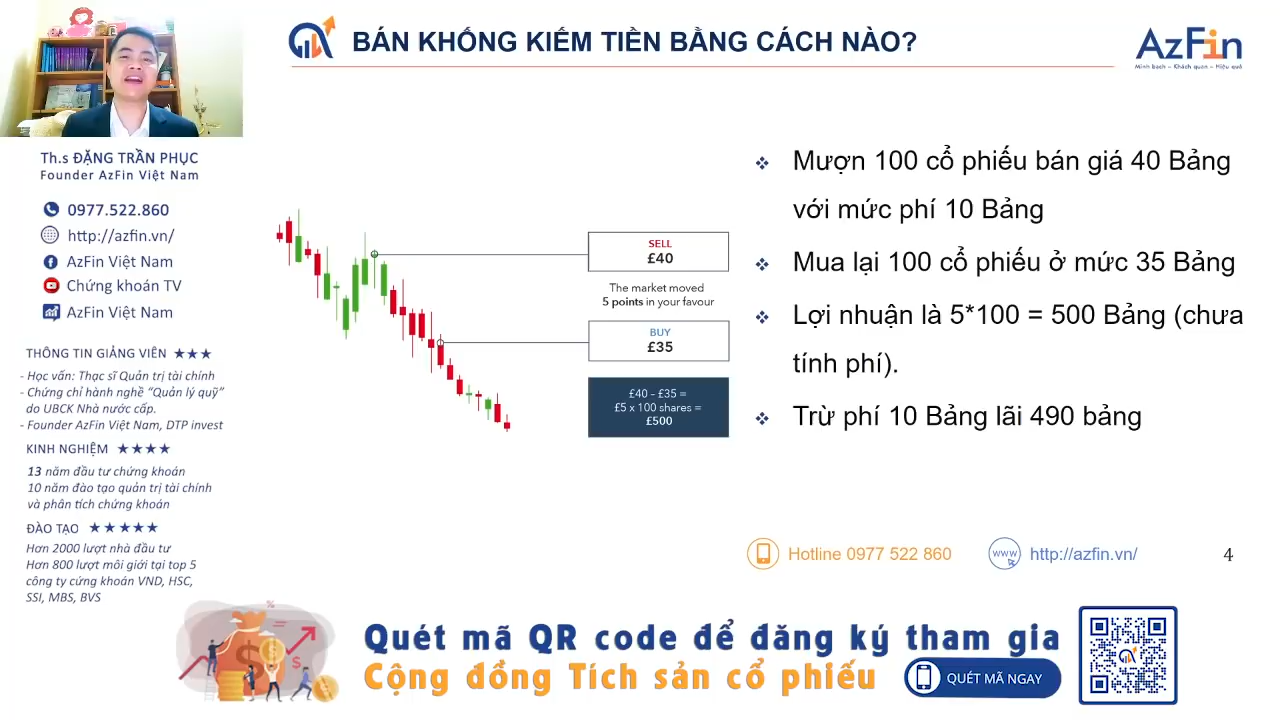 BÁN KHỐNG KIẾM TIỀN BẰNG CÁCH NÀO?
AzFin
Minh bạch – Khách quan – Hiệu quả
Th.s ĐẶNG TRẦN PHỤC
Founder AzFin Việt Nam
0977.522.860
http://azfin.vn/
AzFin Việt Nam
Chứng khoán TV
AzFin Việt Nam
THÔNG TIN GIẢNG VIÊN ★★★
- Học vấn: Thạc sĩ Quản trị tài chính
- Chứng chỉ hành nghề "Quản lý quỹ"
do UBCK Nhà nước cấp.
- Founder AzFin Việt Nam, DTP invest
KINH NGHIỆM ★★★★
13 năm đầu tư chứng khoán
10 năm đào tạo quản trị tài chính
và phân tích chứng khoán
ĐÀO TẠO ★★★★★
Hơn 2000 lượt nhà đầu tư
Hơn 800 lượt môi giới tại top 5
công ty cứng khoán VND, HSC,
SSI, MBS, BVS
SELL
£40
The market moved
5 points in your favour
BUY
£35
£40 – £35 =
£5 x 100 shares =
£500
❖ Mượn 100 cổ phiếu bán giá 40 Bảng
với mức phí 10 Bảng
❖ Mua lại 100 cổ phiếu ở mức 35 Bảng
❖ Lợi nhuận là 5*100 = 500 Bảng (chưa
tính phí).
❖ Trừ phí 10 Bảng lãi 490 bảng
Hotline 0977 522 860
www
http://azfin.vn/
4
Quét mã QR code để đăng ký tham gia
Cộng đồng Tích sản cổ phiếu
QUÉT MÃ NGAY